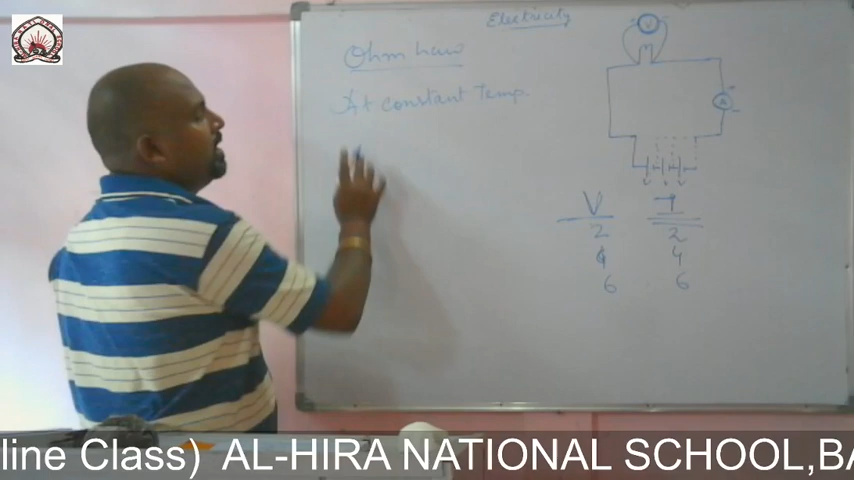 Electricity
Ohm Law
At constant Temp.
V
A
V I
2 2
4 4
6 6
line Class) AL-HIRA NATIONAL SCHOOL,BA